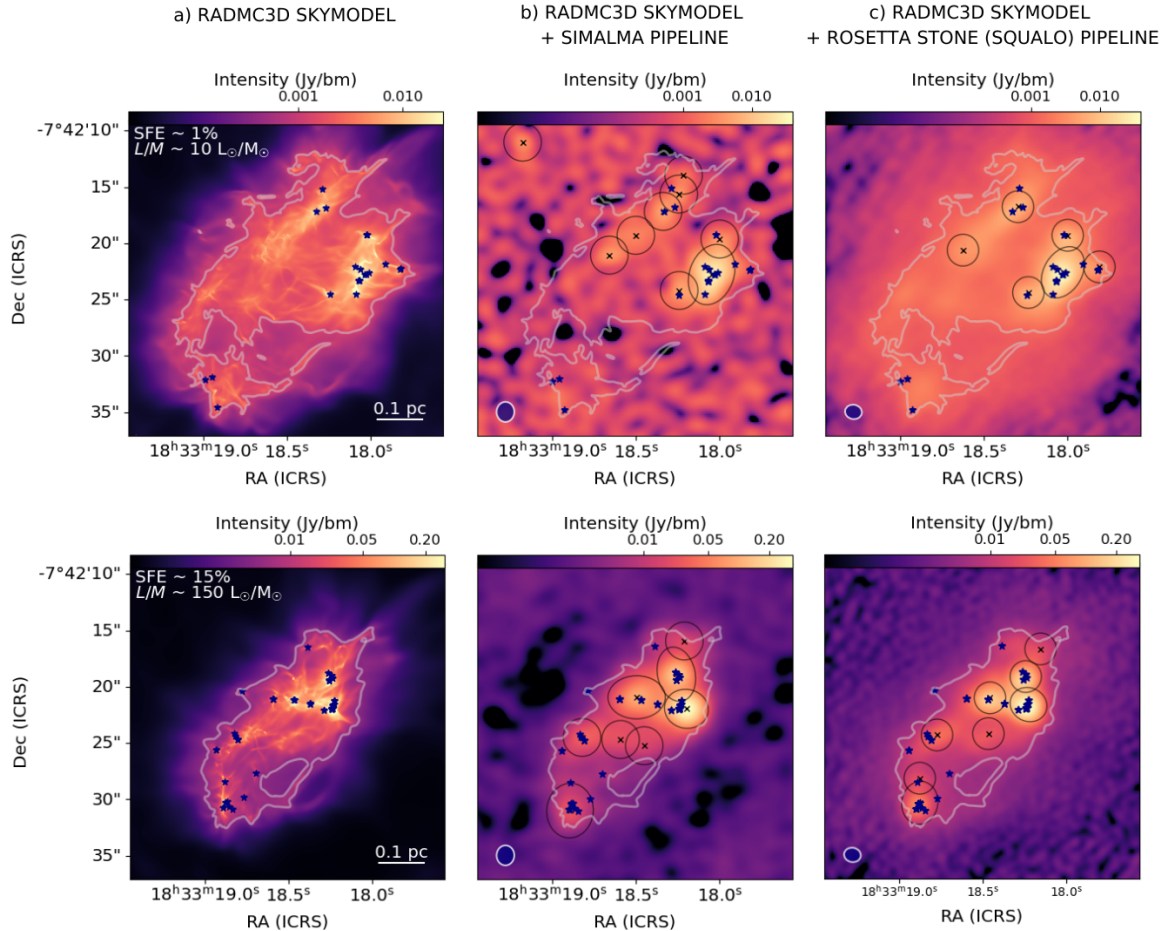 a) RADMC3D SKYMODEL
b) RADMC3D SKYMODEL
+ SIMALMA PIPELINE
c) RADMC3D SKYMODEL
+ ROSETTA STONE (SQUALO) PIPELINE
Intensity (Jy/bm)
0.001 0.010
Intensity (Jy/bm)
0.001 0.010
Intensity (Jy/bm)
0.001 0.010
SFE ~ 1%
L/M ~ 10 L☉/M☉
-7°42'10"
15"
20"
25"
30"
35"
Dec (ICRS)
0.1 pc
18ʰ33ᵐ19.0ˢ 18.5ˢ 18.0ˢ
RA (ICRS)
18ʰ33ᵐ19.0ˢ 18.5ˢ 18.0ˢ
RA (ICRS)
18ʰ33ᵐ19.0ˢ 18.5ˢ 18.0ˢ
RA (ICRS)
Intensity (Jy/bm)
0.01 0.05 0.20
Intensity (Jy/bm)
0.01 0.05 0.20
Intensity (Jy/bm)
0.01 0.05 0.20
SFE ~ 15%
L/M ~ 150 L☉/M☉
-7°42'10"
15"
20"
25"
30"
35"
Dec (ICRS)
0.1 pc
18ʰ33ᵐ19.0ˢ 18.5ˢ 18.0ˢ
RA (ICRS)
18ʰ33ᵐ19.0ˢ 18.5ˢ 18.0ˢ
RA (ICRS)
18ʰ33ᵐ19.0ˢ 18.5ˢ 18.0ˢ
RA (ICRS)